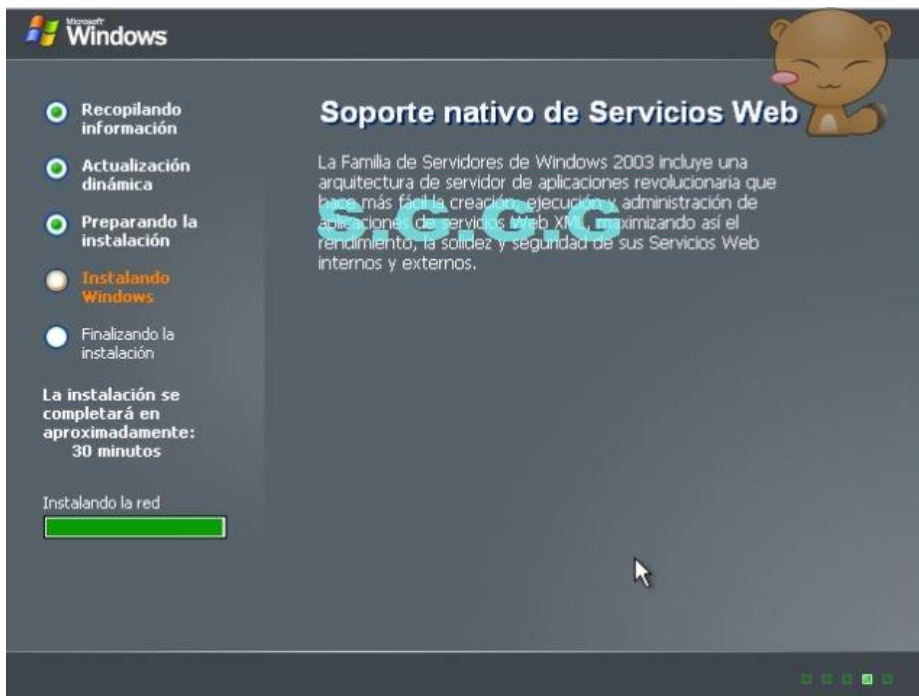 Microsoft
Windows
Recopilando
información
Actualización
dinámica
Preparando la
instalación
Instalando
Windows
Finalizando la
instalación
La instalación se
completará en
aproximadamente:
30 minutos
Instalando la red
Soporte nativo de Servicios Web
La Familia de Servidores de Windows 2003 incluye una
arquitectura de servidor de aplicaciones revolucionaria que
hace más fácil la creación, ejecución y administración de
aplicaciones de servicios Web XML, maximizando así el
rendimiento, la solidez y seguridad de sus Servicios Web
internos y externos.
S.G.G.G